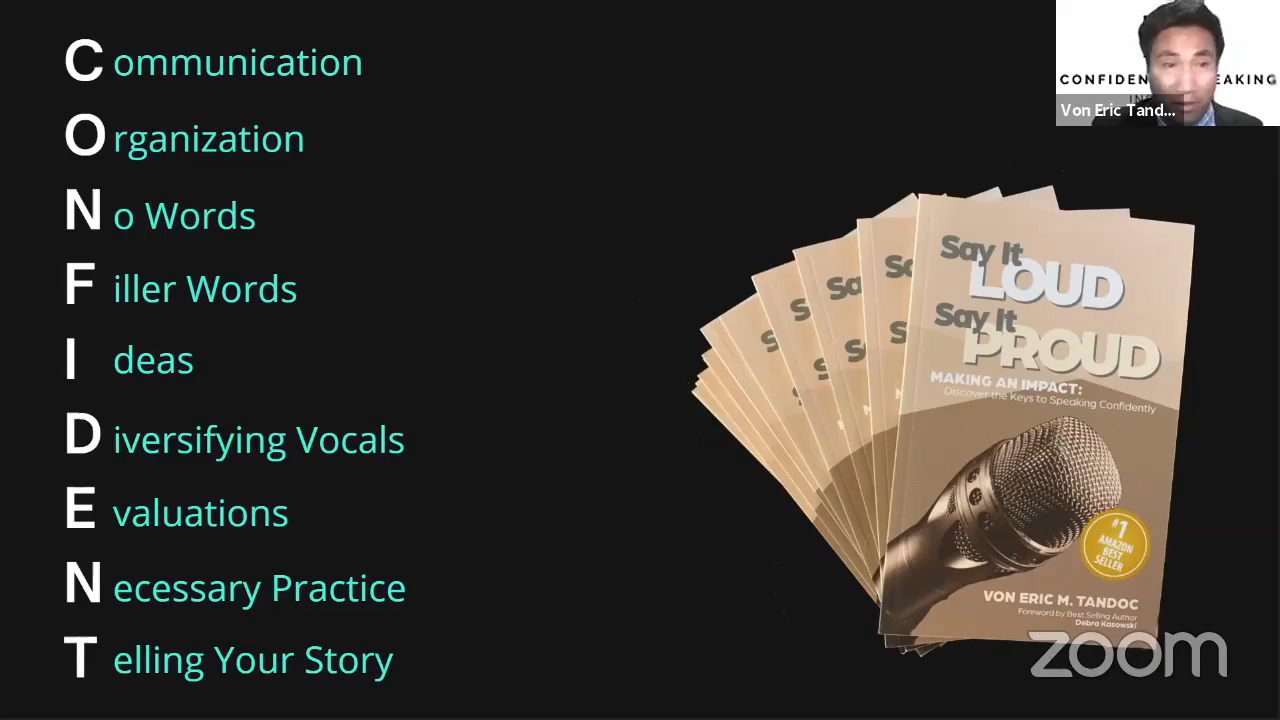 Communication
Organization
No Words
Filler Words
Ideas
Diversifying Vocals
Evaluations
Necessary Practice
Telling Your Story
CONFIDEN EAKING
Von Eric Tand...
Say It
LOUD
Say It
PROUD
MAKING AN IMPACT:
Discover the Keys to Speaking Confidently
#1
AMAZON
BEST
SELLER
VON ERIC M. TANDOC
Foreword by Best Selling Author
Debra Kasowski
zoom